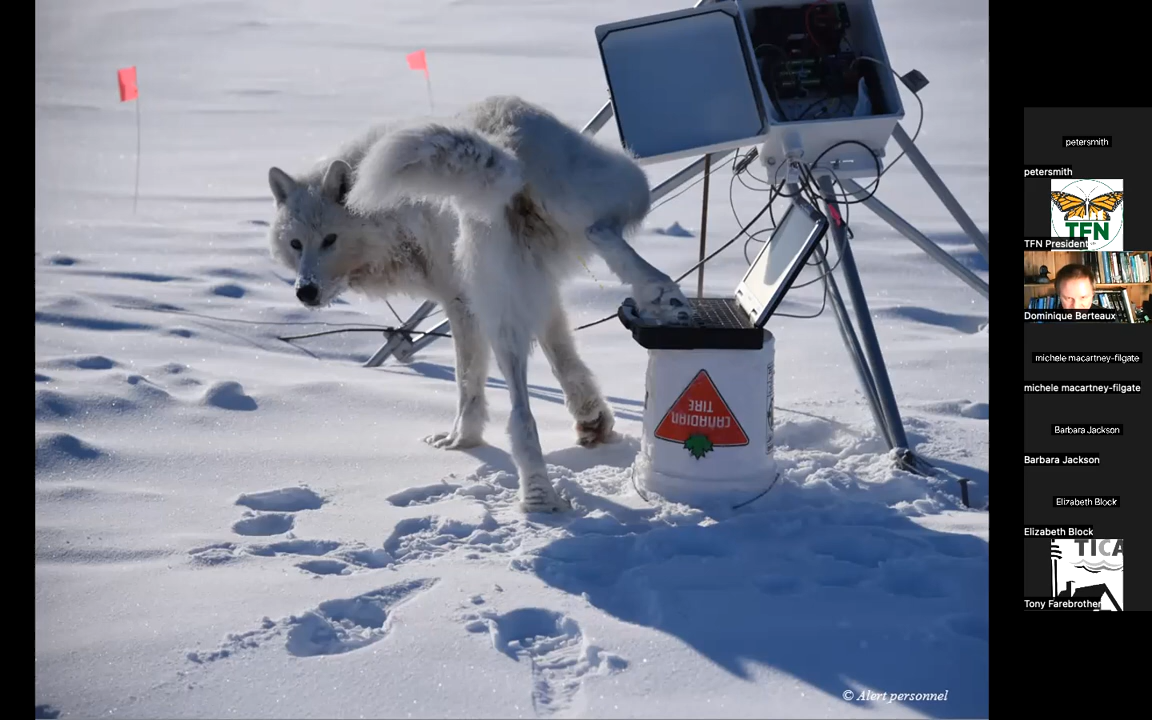 CANADIAN
TIRE
© Alert personnel
petersmith
petersmith
TFN
TFN President
Dominique Berteaux
michele macartney-filgate
michele macartney-filgate
Barbara Jackson
Barbara Jackson
Elizabeth Block
Elizabeth Block
TICA
Tony Farebrother